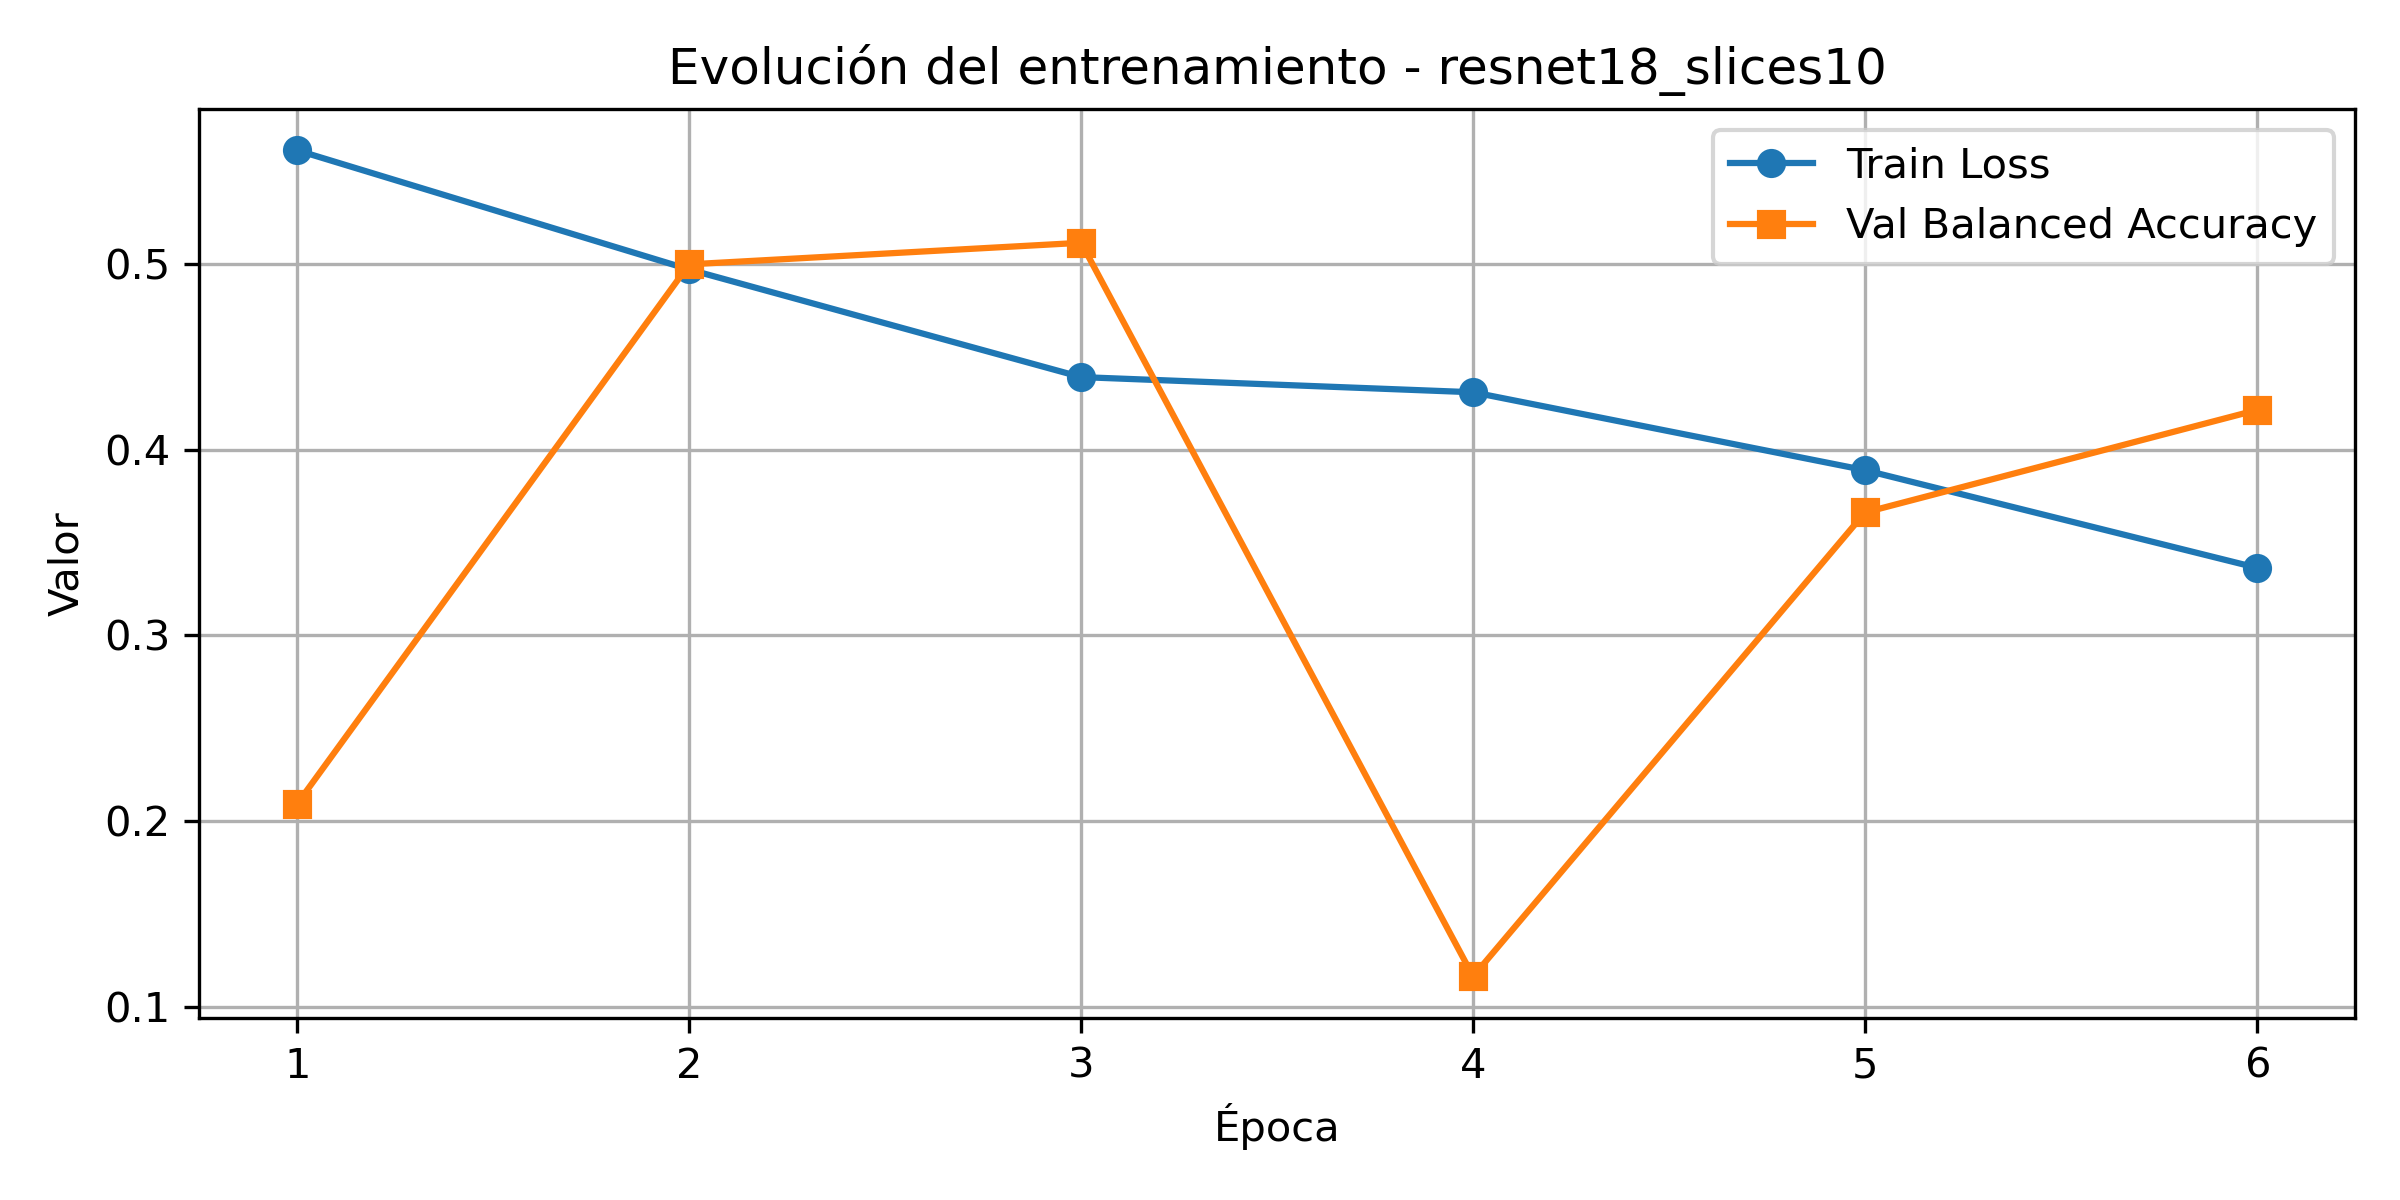 Evolución del entrenamiento - resnet18_slices10
Train Loss
Val Balanced Accuracy
Valor
0.5
0.4
0.3
0.2
0.1
1 2 3 4 5 6
Época